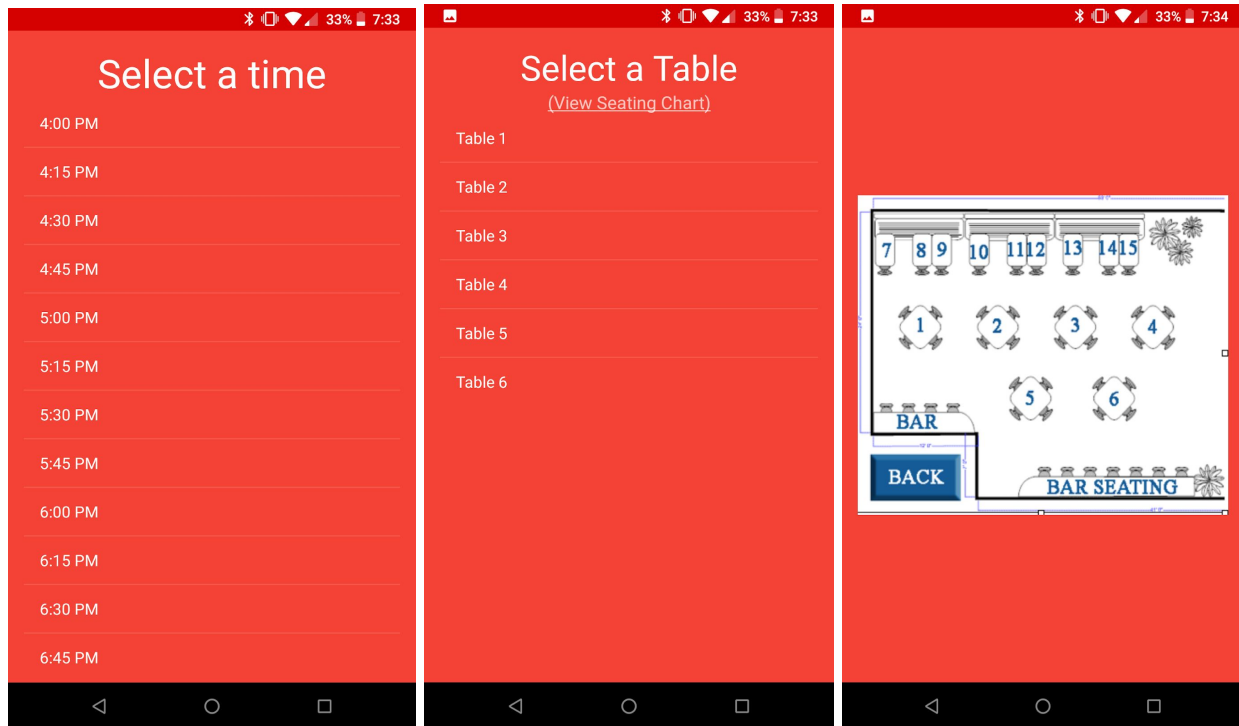 33% 7:33
Select a time
4:00 PM
4:15 PM
4:30 PM
4:45 PM
5:00 PM
5:15 PM
5:30 PM
5:45 PM
6:00 PM
6:15 PM
6:30 PM
6:45 PM
33% 7:33
Select a Table
(View Seating Chart)
Table 1
Table 2
Table 3
Table 4
Table 5
Table 6
33% 7:34
7 8 9 10 11 12 13 14 15
1 2 3 4
5 6
BAR
BACK
BAR SEATING